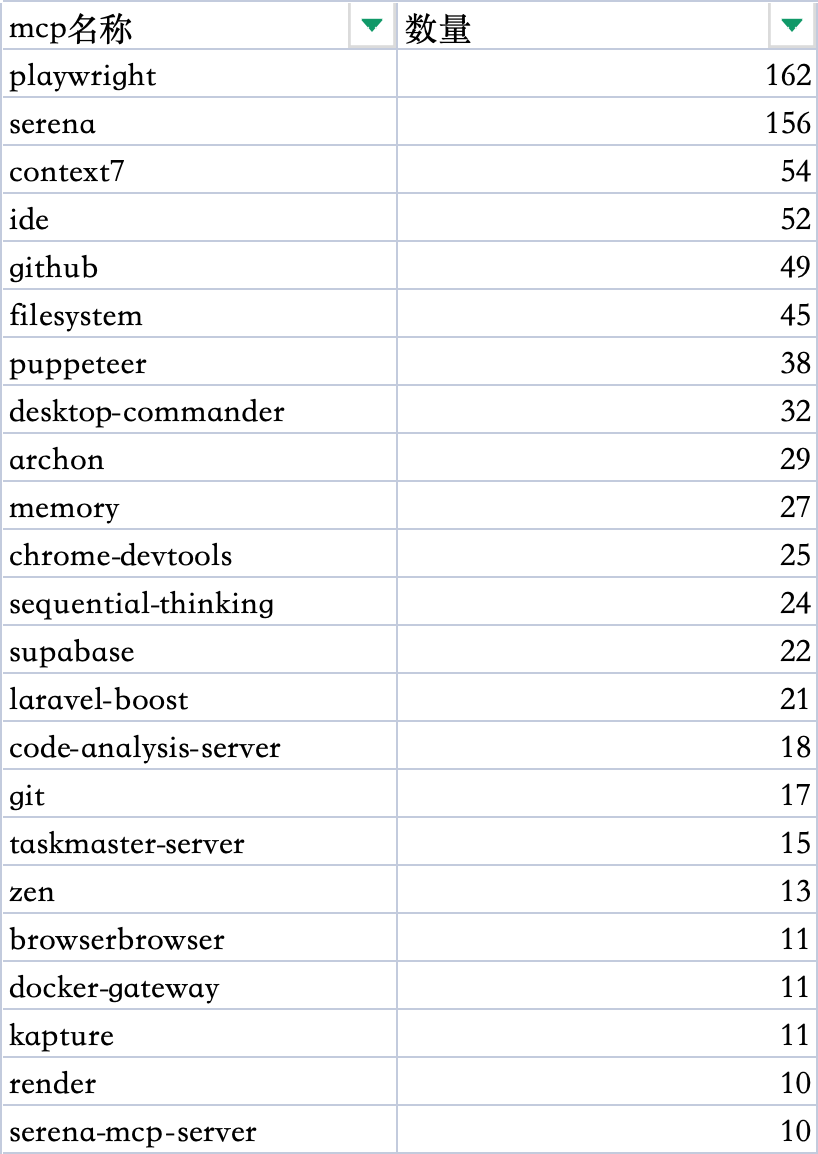 mcp名称 数量
playwright 162
serena 156
context7 54
ide 52
github 49
filesystem 45
puppeteer 38
desktop-commander 32
archon 29
memory 27
chrome-devtools 25
sequential-thinking 24
supabase 22
laravel-boost 21
code-analysis-server 18
git 17
taskmaster-server 15
zen 13
browserbrowser 11
docker-gateway 11
kapture 11
render 10
serena-mcp-server 10